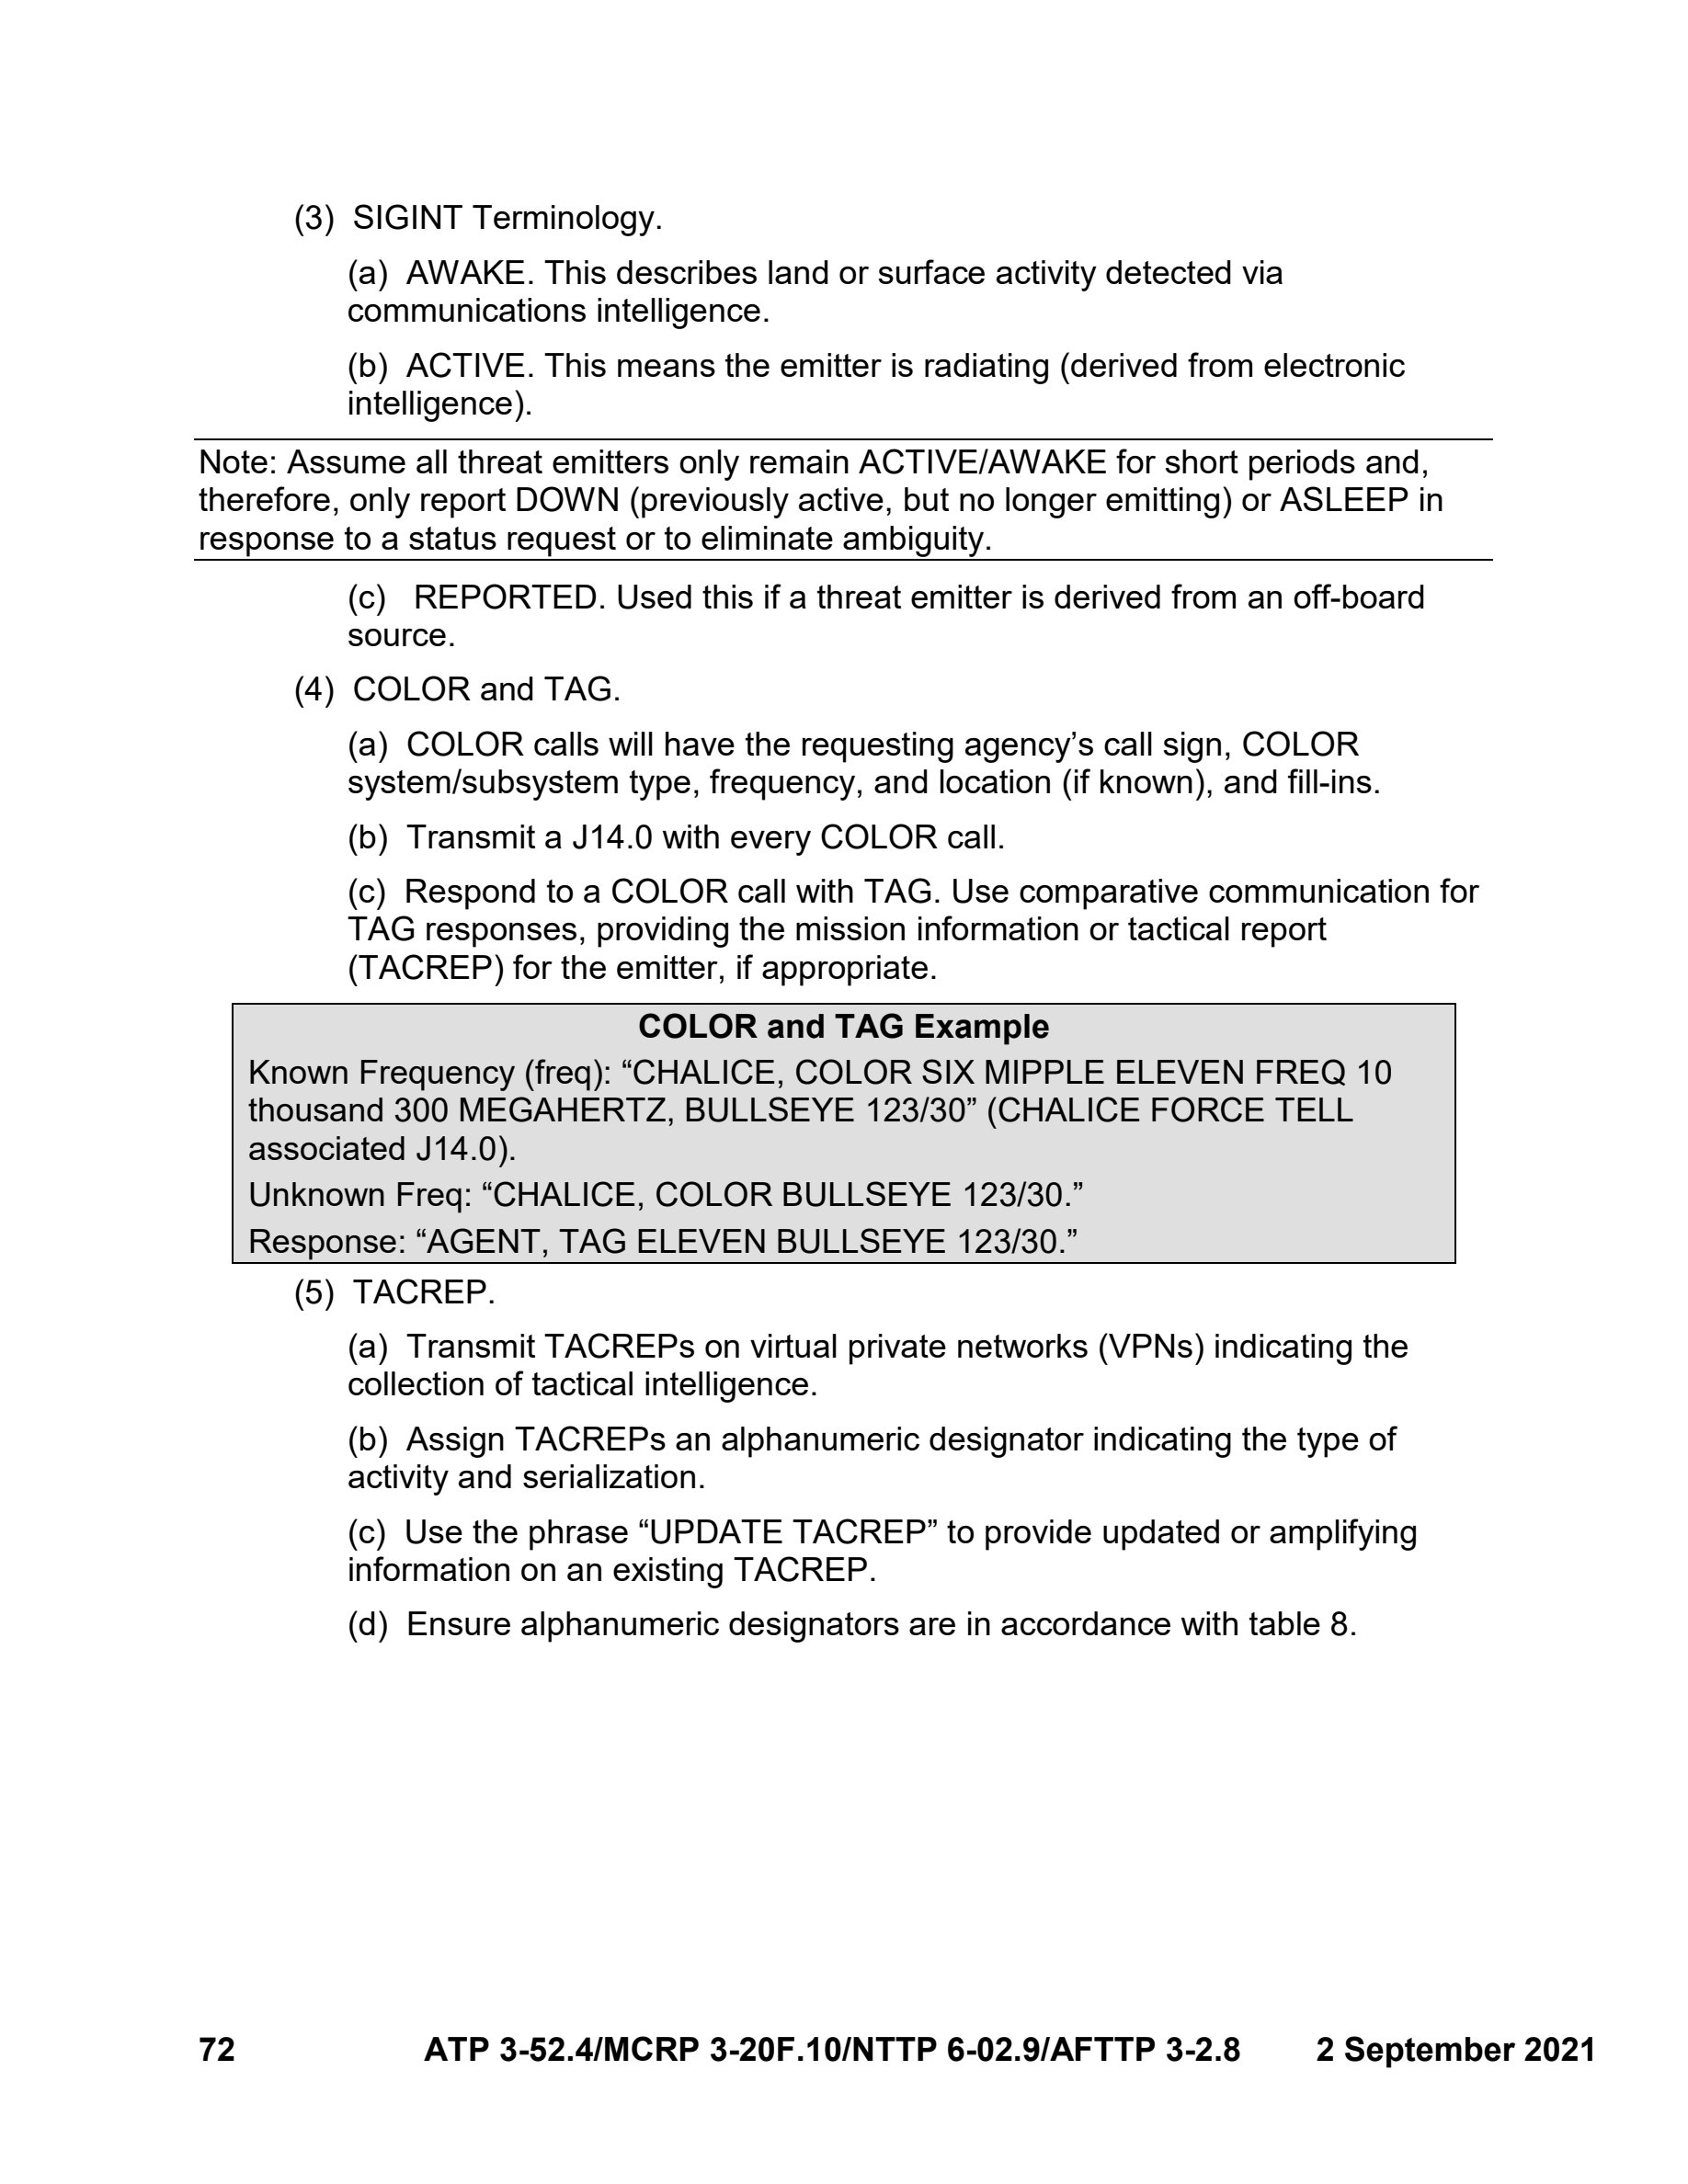 (3) SIGINT Terminology.
(a) AWAKE. This describes land or surface activity detected via
communications intelligence.
(b) ACTIVE. This means the emitter is radiating (derived from electronic
intelligence).
Note: Assume all threat emitters only remain ACTIVE/AWAKE for short periods and,
therefore, only report DOWN (previously active, but no longer emitting) or ASLEEP in
response to a status request or to eliminate ambiguity.
(c) REPORTED. Used this if a threat emitter is derived from an off-board
source.
(4) COLOR and TAG.
(a) COLOR calls will have the requesting agency’s call sign, COLOR
system/subsystem type, frequency, and location (if known), and fill-ins.
(b) Transmit a J14.0 with every COLOR call.
(c) Respond to a COLOR call with TAG. Use comparative communication for
TAG responses, providing the mission information or tactical report
(TACREP) for the emitter, if appropriate.
COLOR and TAG Example
Known Frequency (freq): “CHALICE, COLOR SIX MIPPLE ELEVEN FREQ 10
thousand 300 MEGAHERTZ, BULLSEYE 123/30” (CHALICE FORCE TELL
associated J14.0).
Unknown Freq: “CHALICE, COLOR BULLSEYE 123/30.”
Response: “AGENT, TAG ELEVEN BULLSEYE 123/30.”
(5) TACREP.
(a) Transmit TACREPs on virtual private networks (VPNs) indicating the
collection of tactical intelligence.
(b) Assign TACREPs an alphanumeric designator indicating the type of
activity and serialization.
(c) Use the phrase “UPDATE TACREP” to provide updated or amplifying
information on an existing TACREP.
(d) Ensure alphanumeric designators are in accordance with table 8.
72 ATP 3-52.4/MCRP 3-20F.10/NTTP 6-02.9/AFTTP 3-2.8 2 September 2021